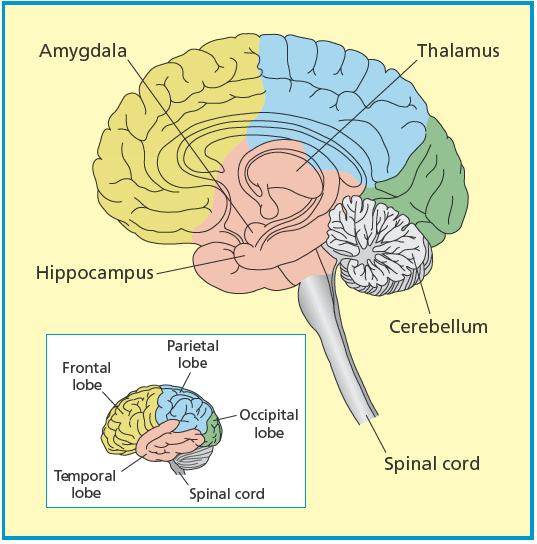 Amygdala
Thalamus
Hippocampus
Cerebellum
Parietal
lobe
Frontal
lobe
Occipital
lobe
Temporal
lobe
Spinal cord
Spinal cord